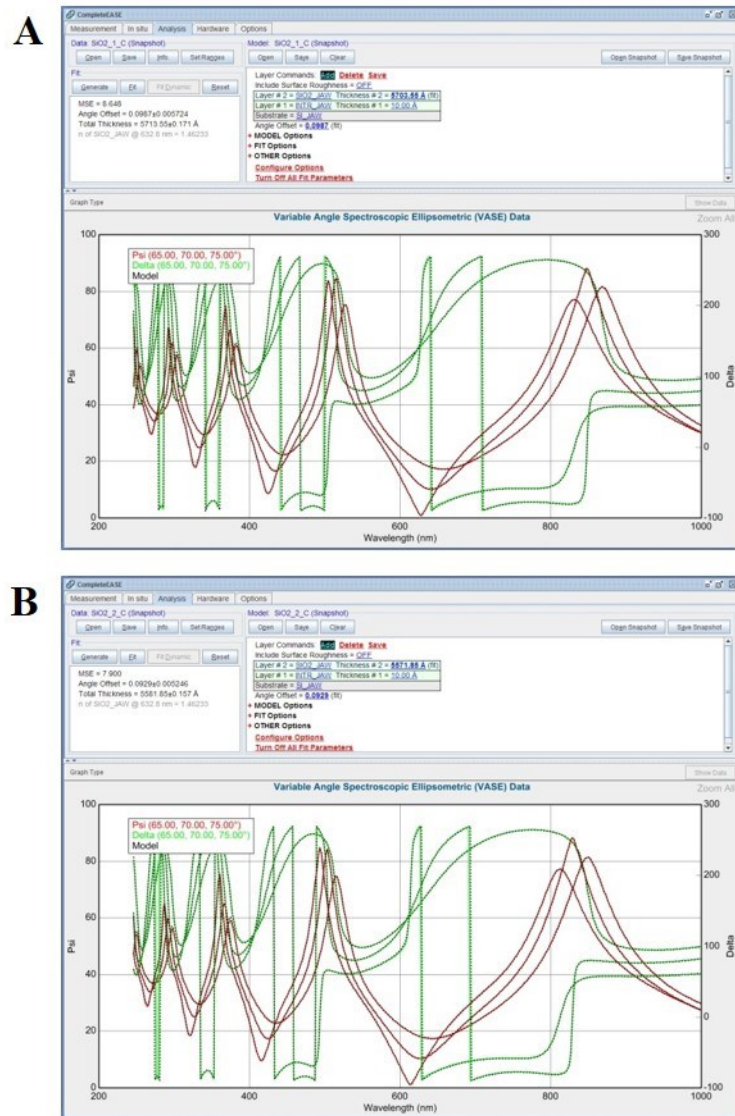 A
CompleteEASE
Measurement In situ Analysis Hardware Options
Data: SiO2_1_C (Snapshot)
Open Save Info. Set Ranges
Fit:
Generate Fit Fit Dynamic Reset
MSE = 8.648
Angle Offset = 0.0987±0.005724
Total Thickness = 5713.55±0.171 Å
n of SIO2_JAW @ 632.8 nm = 1.46233
Model: SiO2_1_C (Snapshot)
Open Save Clear Open Snapshot Save Snapshot
Layer Commands: Add Delete Save
Include Surface Roughness = OFF
Layer # 2 = SIO2_JAW Thickness # 2 = 5703.55 Å (fit)
Layer # 1 = INTR_JAW Thickness # 1 = 10.00 Å
Substrate = SI_JAW
Angle Offset = 0.0987 (fit)
+ MODEL Options
+ FIT Options
+ OTHER Options
Configure Options
Turn Off All Fit Parameters
Graph Type Show Data
Variable Angle Spectroscopic Ellipsometric (VASE) Data
Zoom All
Psi (65.00, 70.00, 75.00°)
Delta (65.00, 70.00, 75.00°)
Model
100
80
60
40
20
0
Psi
300
200
100
0
-100
Delta
200 400 600 800 1000
Wavelength (nm)
B
CompleteEASE
Measurement In situ Analysis Hardware Options
Data: SiO2_2_C (Snapshot)
Open Save Info. Set Ranges
Fit:
Generate Fit Fit Dynamic Reset
MSE = 7.900
Angle Offset = 0.0929±0.005246
Total Thickness = 5581.85±0.157 Å
n of SIO2_JAW @ 632.8 nm = 1.46233
Model: SiO2_2_C (Snapshot)
Open Save Clear Open Snapshot Save Snapshot
Layer Commands: Add Delete Save
Include Surface Roughness = OFF
Layer # 2 = SIO2_JAW Thickness # 2 = 5571.85 Å (fit)
Layer # 1 = INTR_JAW Thickness # 1 = 10.00 Å
Substrate = SI_JAW
Angle Offset = 0.0929 (fit)
+ MODEL Options
+ FIT Options
+ OTHER Options
Configure Options
Turn Off All Fit Parameters
Graph Type Show Data
Variable Angle Spectroscopic Ellipsometric (VASE) Data
Zoom All
Psi (65.00, 70.00, 75.00°)
Delta (65.00, 70.00, 75.00°)
Model
100
80
60
40
20
0
Psi
300
200
100
0
-100
Delta
200 400 600 800 1000
Wavelength (nm)